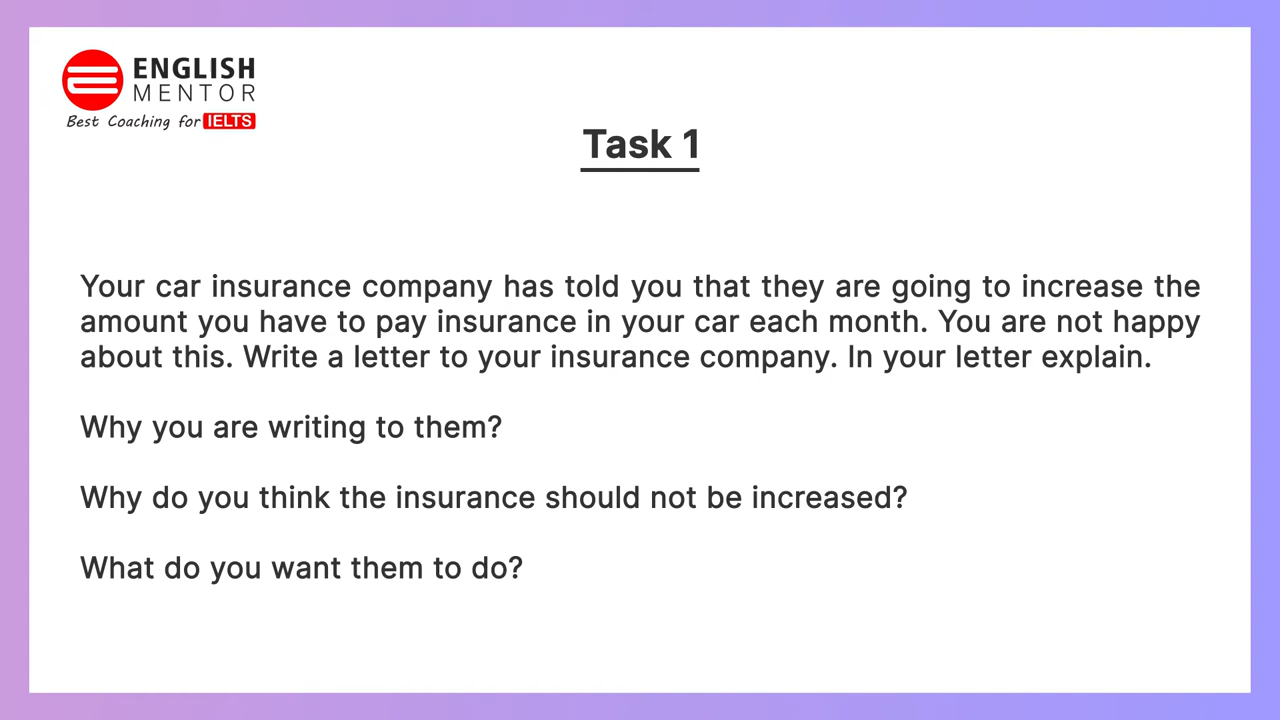 ENGLISH
MENTOR
Best Coaching for IELTS
Task 1
Your car insurance company has told you that they are going to increase the
amount you have to pay insurance in your car each month. You are not happy
about this. Write a letter to your insurance company. In your letter explain.
Why you are writing to them?
Why do you think the insurance should not be increased?
What do you want them to do?